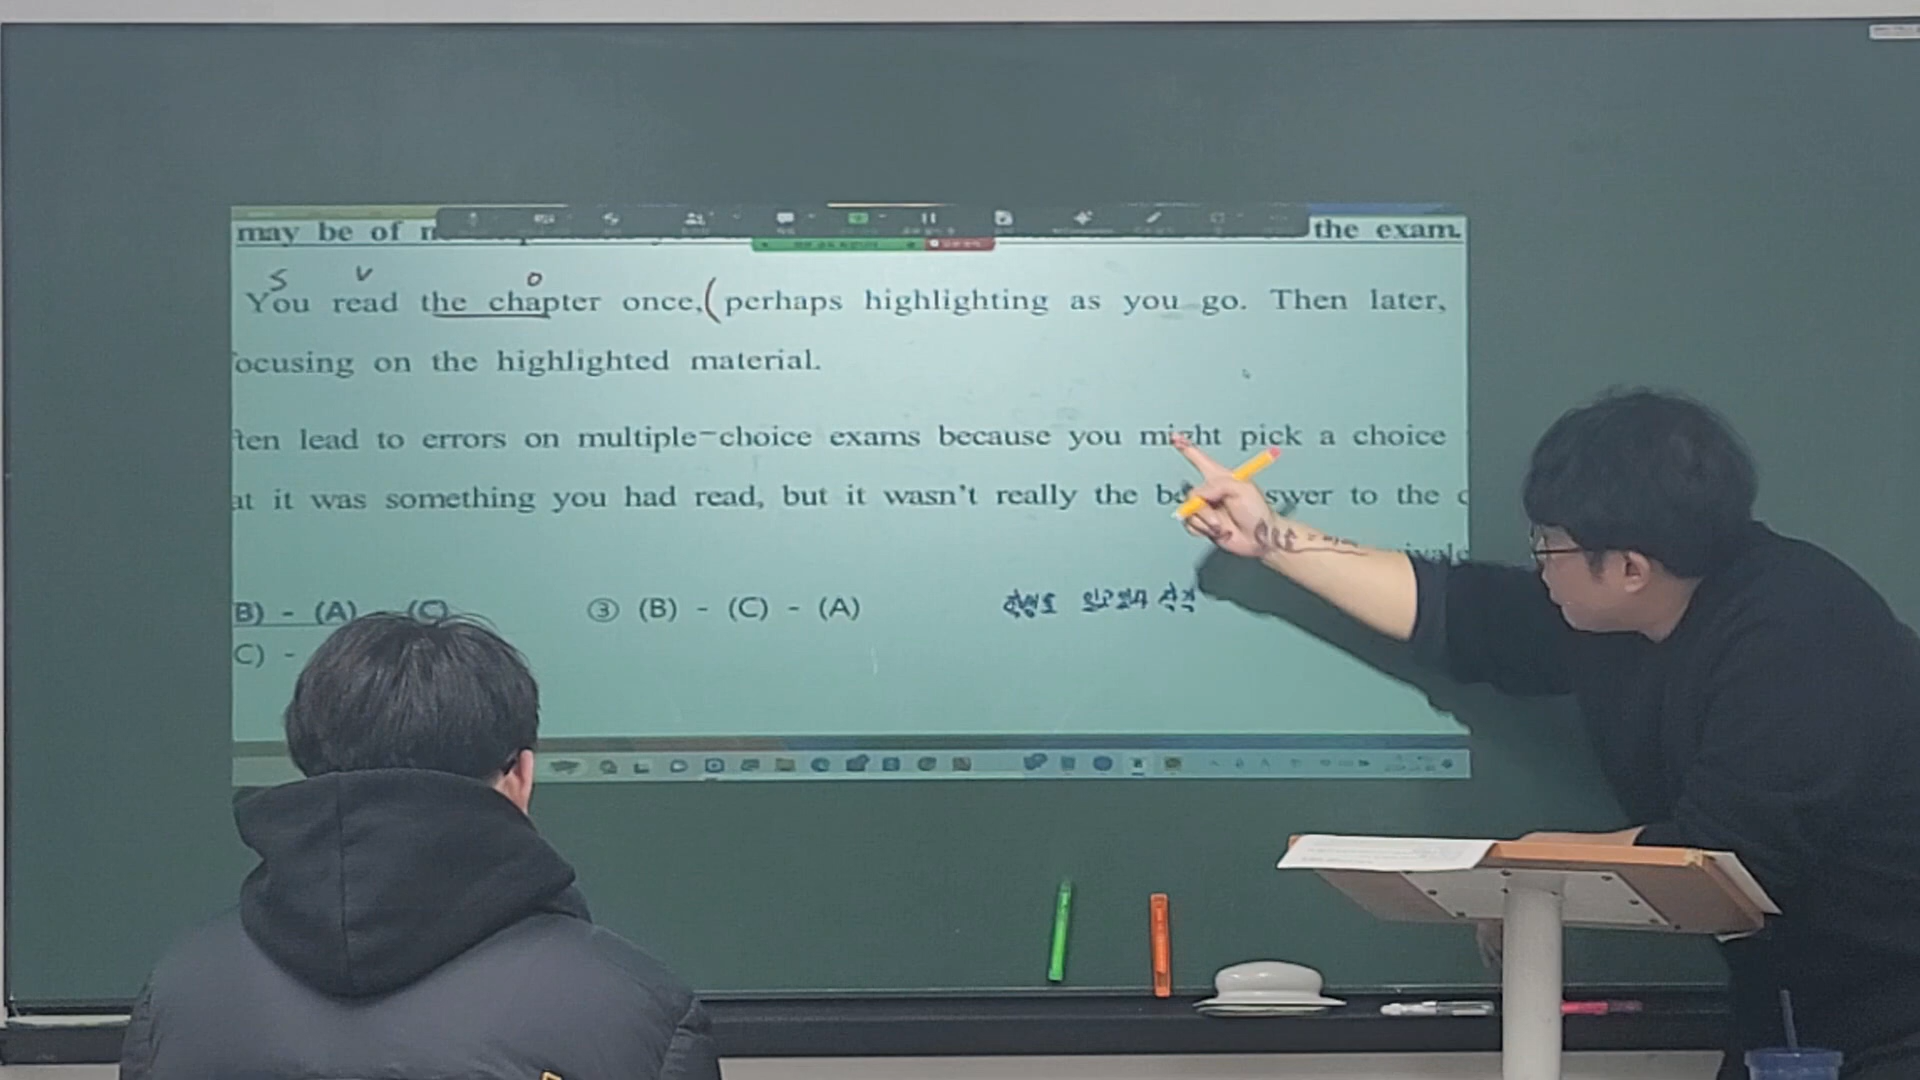 may be of the exam.
S V O
You read the chapter once, ( perhaps highlighting as you go. Then later,
ocusing on the highlighted material.
ten lead to errors on multiple-choice exams because you might pick a choice
at it was something you had read, but it wasn't really the swer to the
B) - (A) - (C) ③ (B) - (C) - (A)
C) -